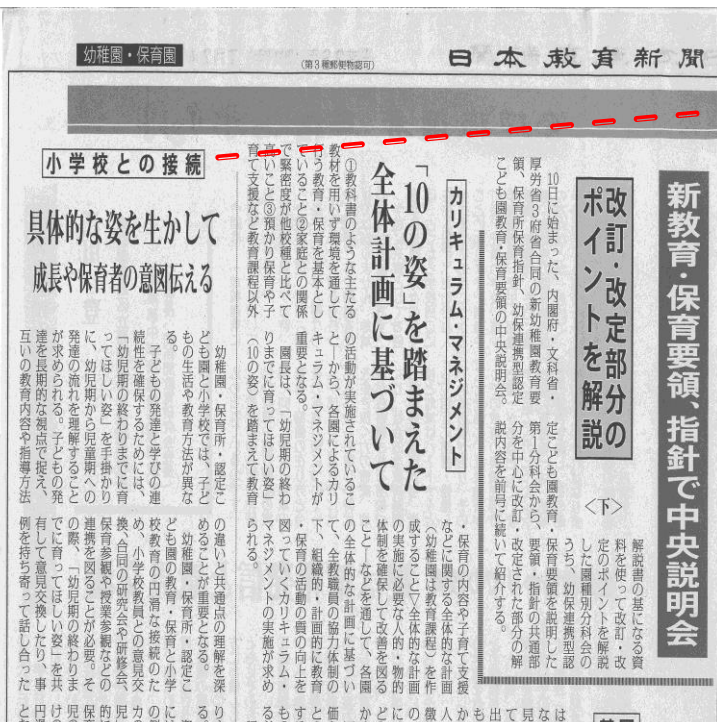 日本教育新聞
(第3種郵便物認可)
幼稚園・保育園
新教育・保育要領、指針で中央説明会
改訂・改定部分の
ポイントを解説
〈下〉
10日に始まった、内閣府・文科省・
厚労省3府省合同の新幼稚園教育要
領、保育所保育指針、幼保連携型認定
こども園教育・保育要領の中央説明会。
解説書の基になる資
料を使って改訂・改
定のポイントを解説
した園種別分科会の
うち、幼保連携型認
定こども園教育・保育要領を説明した
第1分科会から、要領・指針の共通部
分を中心に改訂・改定された部分の解
説内容を前号に続いて紹介する。
カリキュラム・マネジメント
「10の姿」を踏まえた
全体計画に基づいて
①教科書のような主たる
教材を用いず環境を通して
行う教育・保育を基本とし
ていること②家庭との関係
で緊密度が他校種と比べて
高いこと③預かり保育や子
育て支援など教育課程以外
の活動が実施されているこ
と―から、各園によるカリ
キュラム・マネジメントが
重要となる。
園長は、「幼児期の終わ
りまでに育ってほしい姿」
(10の姿)を踏まえて教育
・保育の内容や子育て支援
などに関する全体的な計画
(幼稚園は教育課程)を作
成すること▽全体的な計画
の実施に必要な人的・物的
体制を確保して改善を図る
こと―などを通して、各園
の全体的な計画に基づい
て、全教職員の協力体制の
下、組織的・計画的に教育
・保育の活動の質の向上を
図っていくカリキュラム・
マネジメントの実施が求め
られる。
小学校との接続
具体的な姿を生かして
成長や保育者の意図伝える
幼稚園・保育所・認定こ
ども園と小学校では、子ど
もの生活や教育方法が異な
る。
子どもの発達と学びの連
続性を確保するためには、
「幼児期の終わりまでに育
ってほしい姿」を手掛かり
に、幼児期から児童期への
発達の流れを理解すること
が求められる。子どもの発
達を長期的な視点で捉え、
互いの教育内容や指導方法
の違いと共通点の理解を深
めることが重要となる。
幼稚園・保育所・認定こ
ども園の教育・保育と小学
校教育の円滑な接続のた
め、小学校教員との意見交
換、合同の研究会や研修会、
保育参観や授業参観などの
連携を図ることが必要。そ
の際、「幼児期の終わりま
でに育ってほしい姿」を共
有して意見交換したり、事
例を持ち寄って話し合った